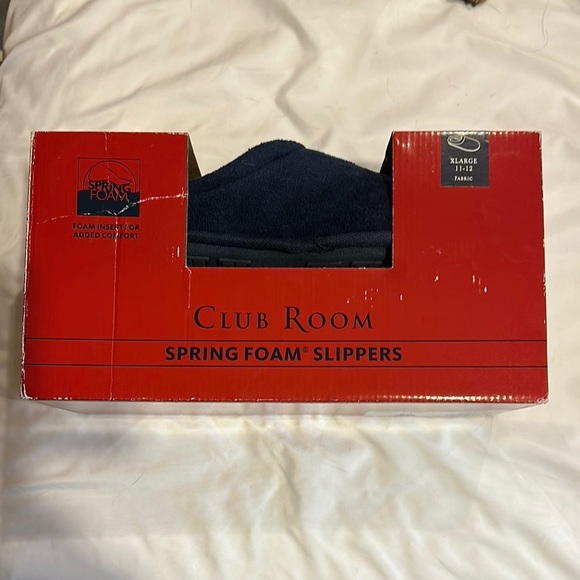 SPRING
FOAM
FOAM INSERT FOR
ADDED COMFORT
XLARGE
11-12
FABRIC
CLUB ROOM
SPRING FOAM® SLIPPERS